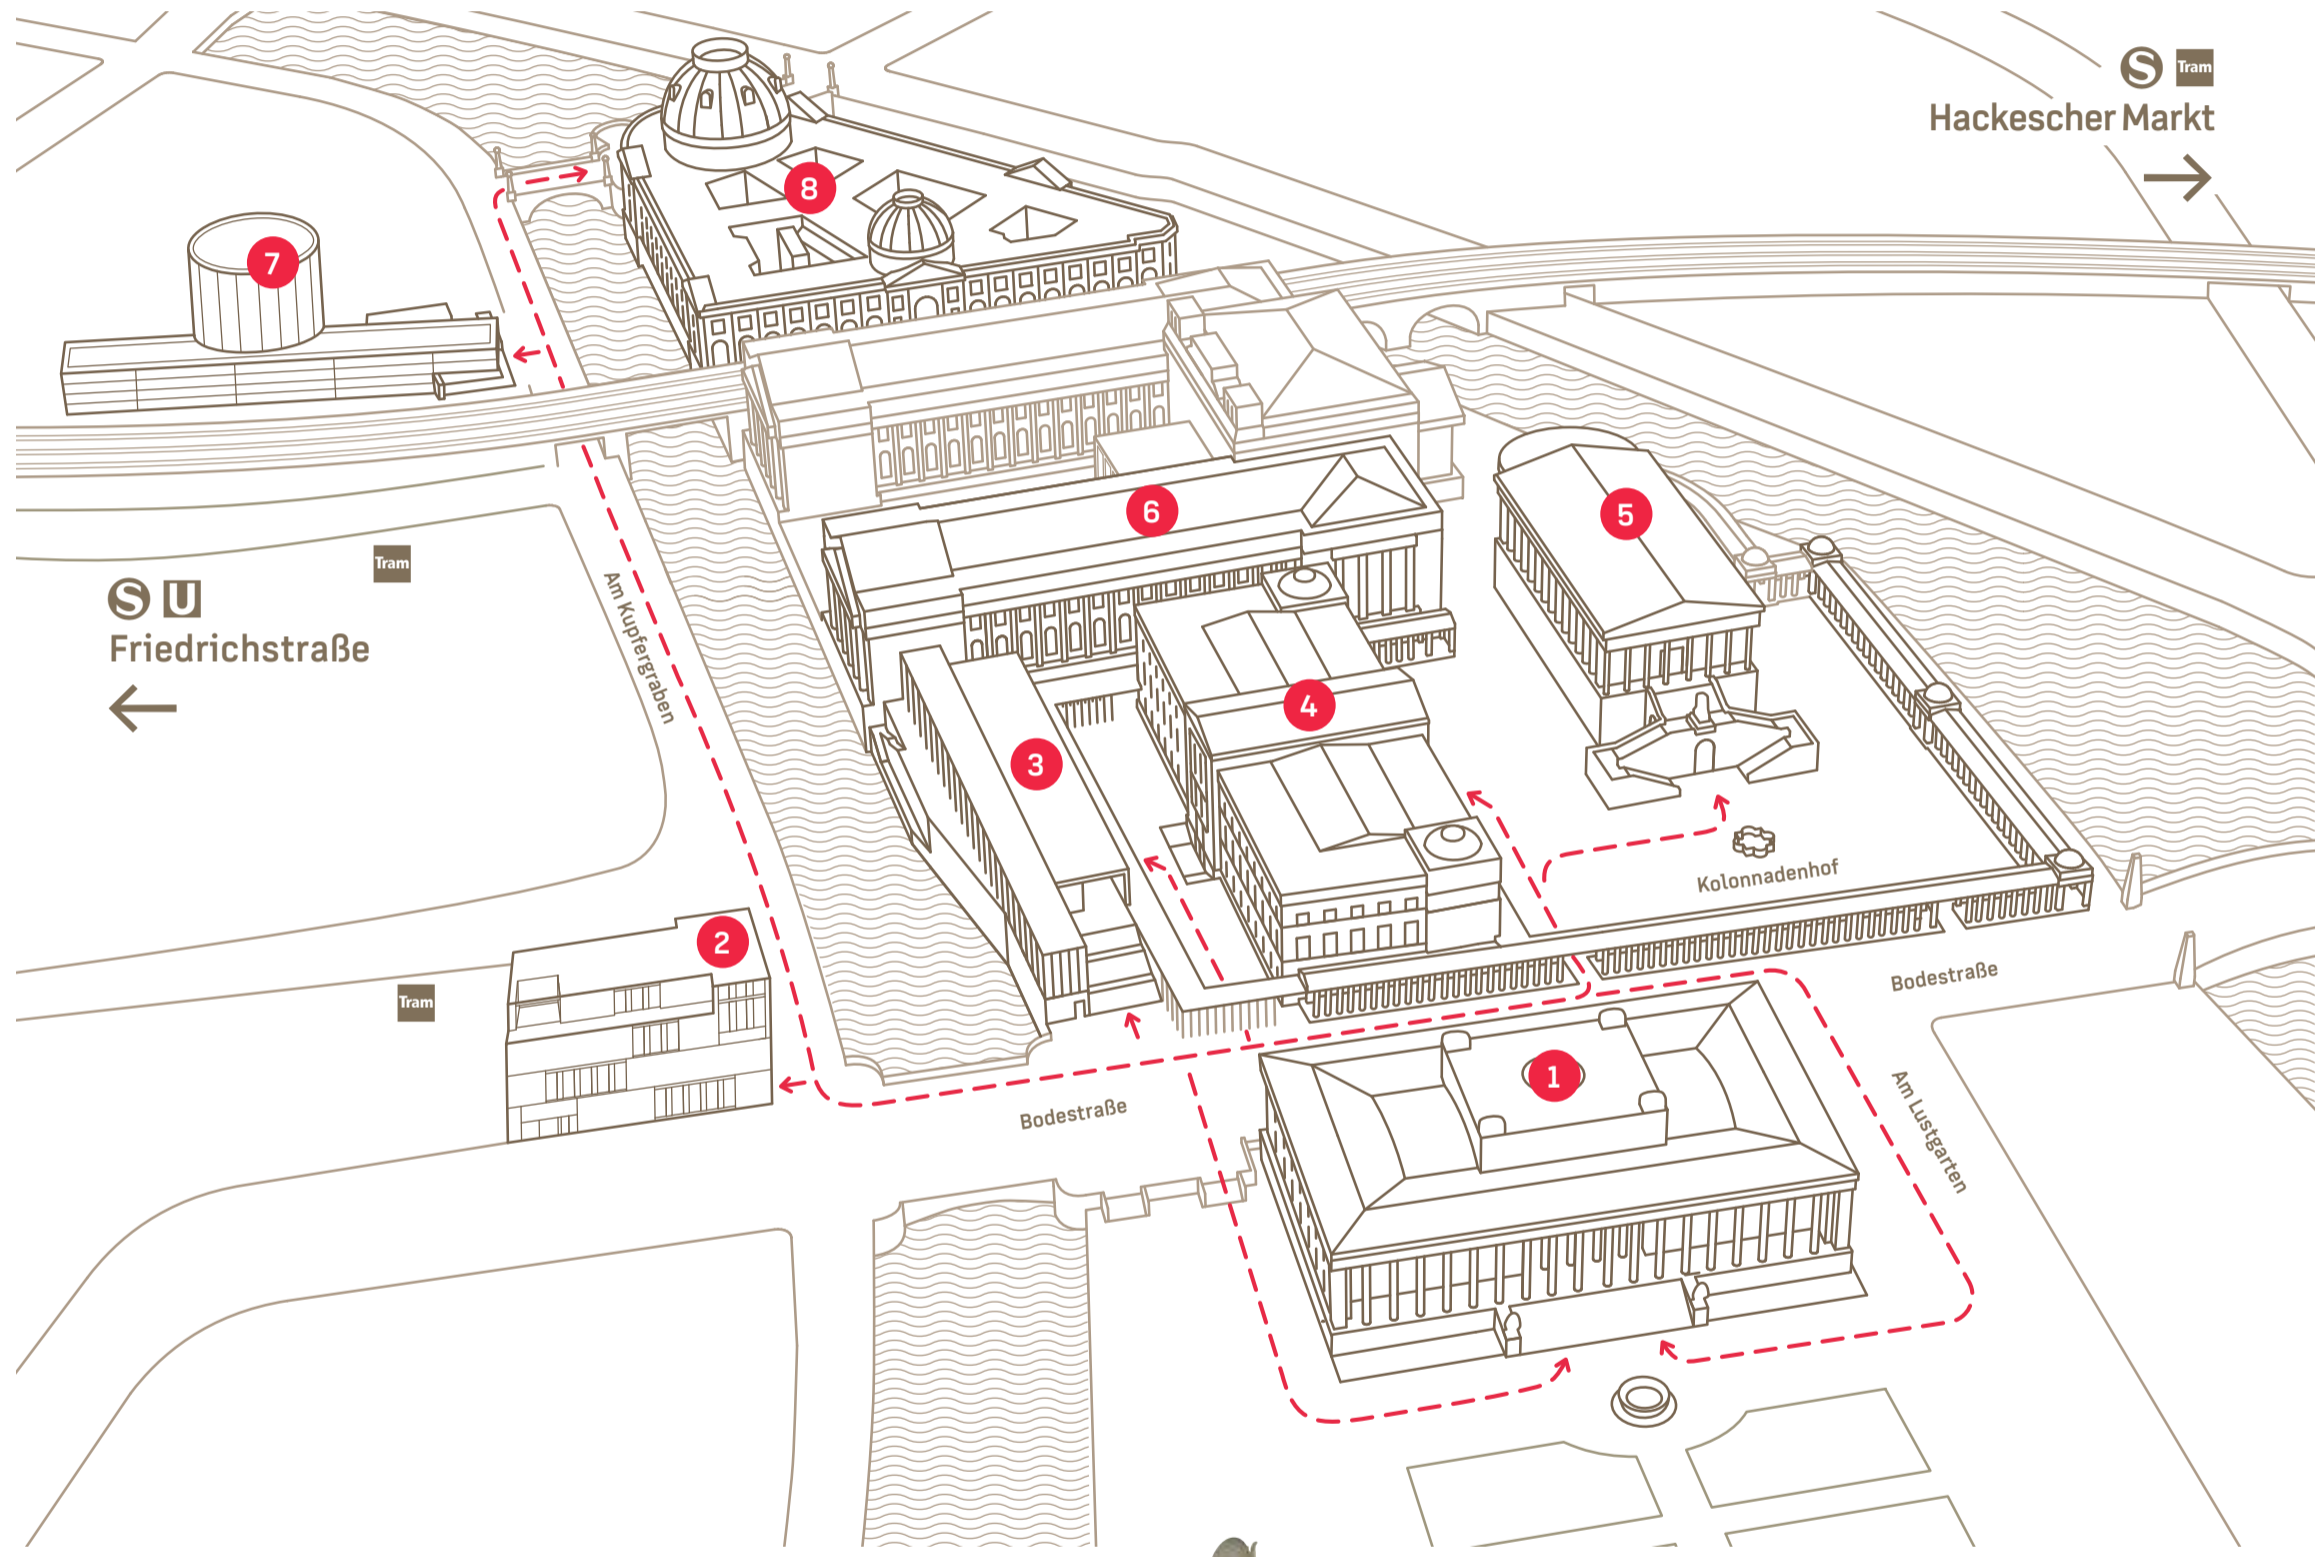 S Tram
Hackescher Markt
8
7
6
5
Tram
S U
Friedrichstraße
Am Kupfergraben
4
3
Kolonnadenhof
2
Tram
Bodestraße
1
Bodestraße
Am Lustgarten